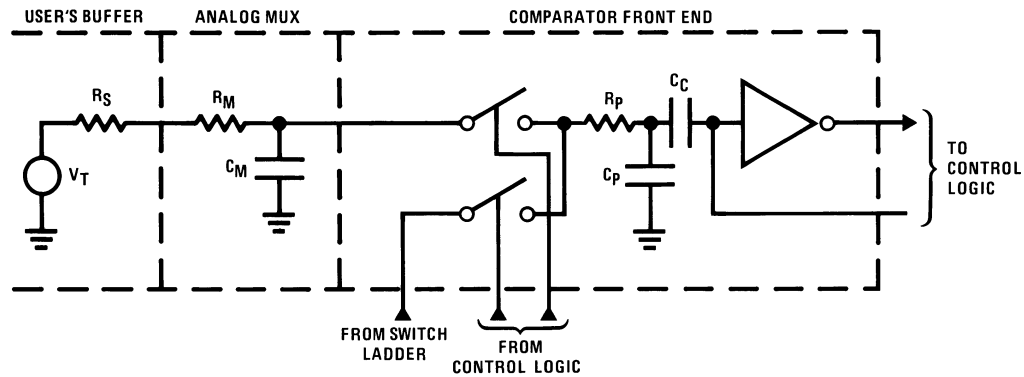 USER'S BUFFER
ANALOG MUX
COMPARATOR FRONT END
RS
RM
RP
CC
VT
CM
CP
TO
CONTROL
LOGIC
FROM SWITCH
LADDER
FROM
CONTROL LOGIC